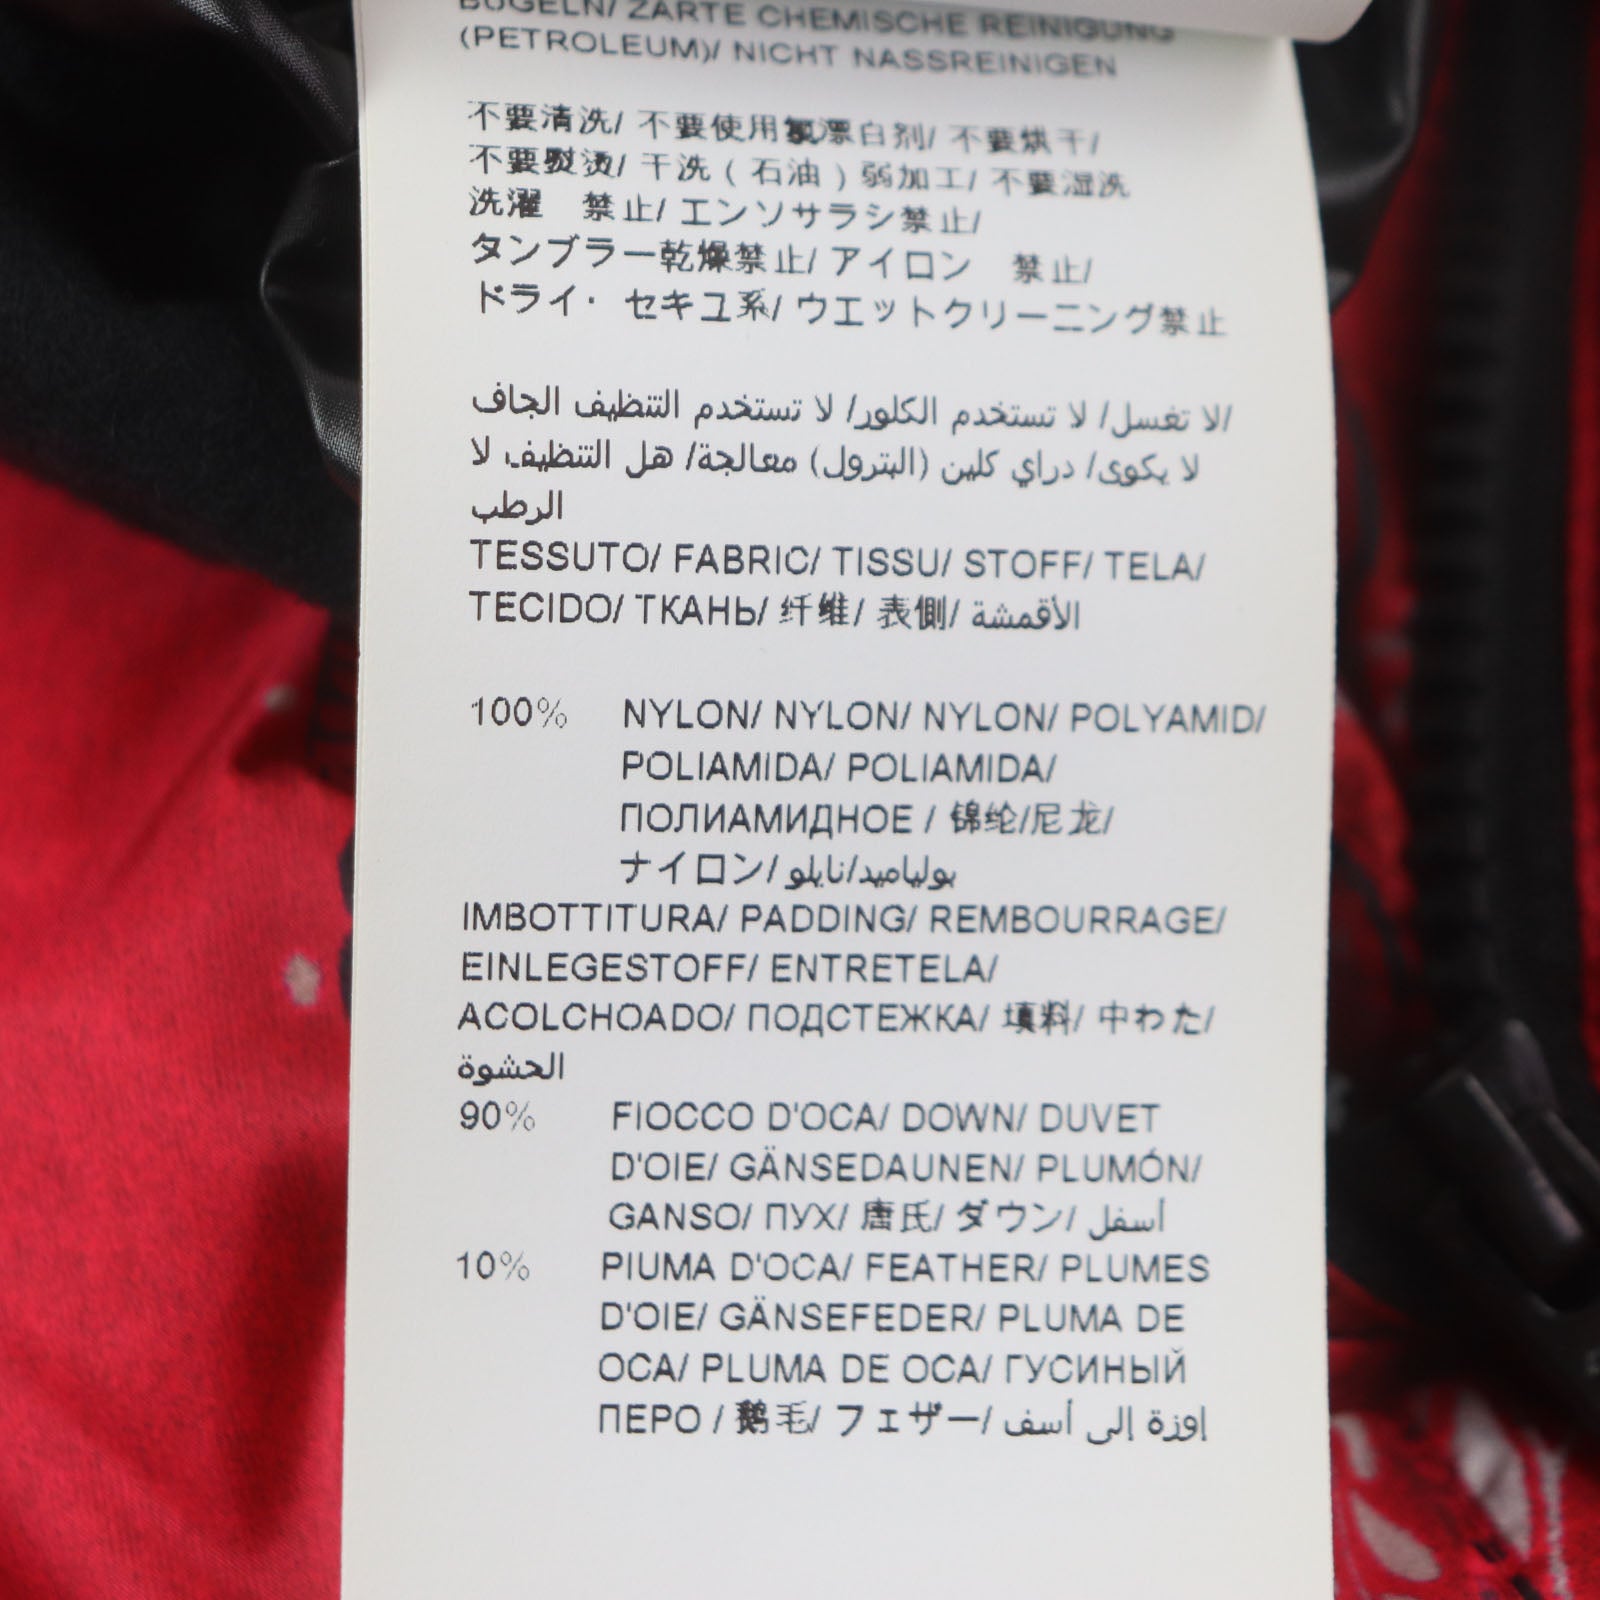 BÜGELN/ ZARTE CHEMISCHE REINIGUNG
(PETROLEUM)/ NICHT NASSREINIGEN
不要清洗/ 不要使用氯漂白剂/ 不要烘干/
不要熨烫/ 干洗 ( 石油 ) 弱加工/ 不要湿洗
洗濯　禁止/ エンソサラシ禁止/
タンブラー乾燥禁止/ アイロン　禁止/
ドライ・ セキユ系/ ウエットクリーニング禁止
لا تغسل/ لا تستخدم الكلور/ لا تستخدم التنظيف الجاف/
لا يكوى/ دراي كلين (البترول) معالجة/ هل التنظيف لا
الرطب
TESSUTO/ FABRIC/ TISSU/ STOFF/ TELA/
TECIDO/ ТКАНЬ/ 纤维/ 表側/ الأقمشة
100% NYLON/ NYLON/ NYLON/ POLYAMID/
POLIAMIDA/ POLIAMIDA/
ПОЛИАМИДНОЕ / 锦纶/尼龙/
ナイロン/ بولياميد/نايلو
IMBOTTITURA/ PADDING/ REMBOURRAGE/
EINLEGESTOFF/ ENTRETELA/
ACOLCHOADO/ ПОДСТЕЖКА/ 填料/ 中わた/
الحشوة
90% FIOCCO D'OCA/ DOWN/ DUVET
D'OIE/ GÄNSEDAUNEN/ PLUMÓN/
GANSO/ ПУХ/ 唐氏/ ダウン/ أسفل
10% PIUMA D'OCA/ FEATHER/ PLUMES
D'OIE/ GÄNSEFEDER/ PLUMA DE
OCA/ PLUMA DE OCA/ ГУСИНЫЙ
ПЕРО / 鹅毛/ フェザー/ إوزة إلى أسف